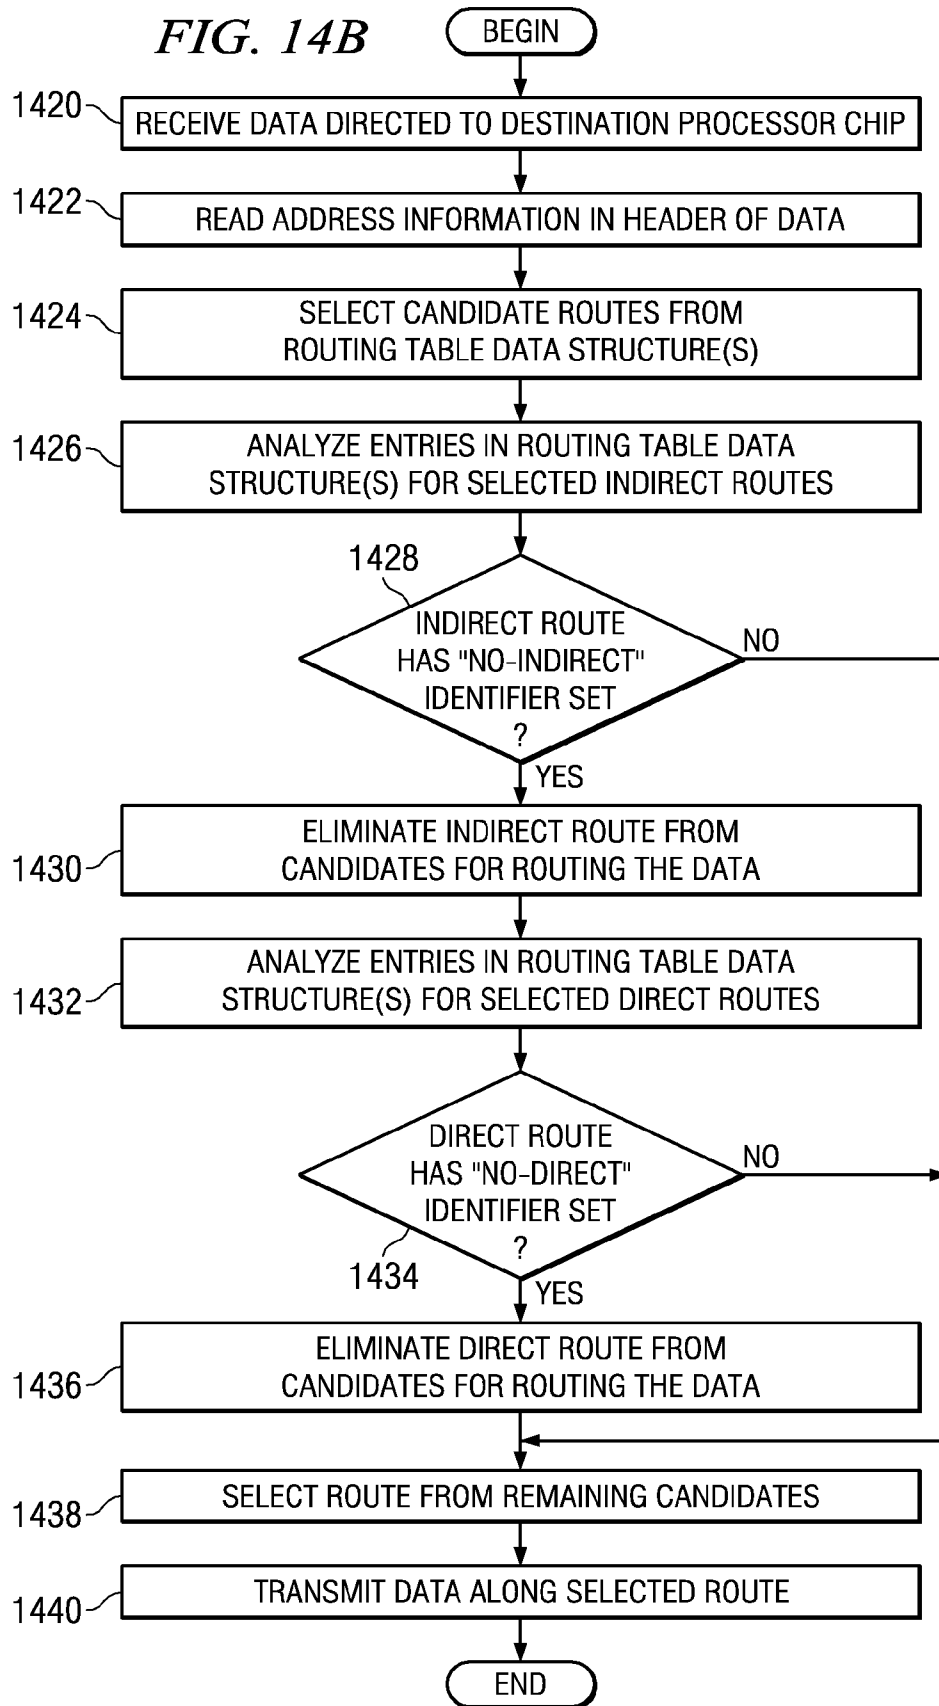 FIG. 14B
BEGIN
1420
RECEIVE DATA DIRECTED TO DESTINATION PROCESSOR CHIP
1422
READ ADDRESS INFORMATION IN HEADER OF DATA
1424
SELECT CANDIDATE ROUTES FROM
ROUTING TABLE DATA STRUCTURE(S)
1426
ANALYZE ENTRIES IN ROUTING TABLE DATA
STRUCTURE(S) FOR SELECTED INDIRECT ROUTES
1428
INDIRECT ROUTE
HAS "NO-INDIRECT"
IDENTIFIER SET
?
NO
YES
1430
ELIMINATE INDIRECT ROUTE FROM
CANDIDATES FOR ROUTING THE DATA
1432
ANALYZE ENTRIES IN ROUTING TABLE DATA
STRUCTURE(S) FOR SELECTED DIRECT ROUTES
DIRECT ROUTE
HAS "NO-DIRECT"
IDENTIFIER SET
?
NO
1434
YES
1436
ELIMINATE DIRECT ROUTE FROM
CANDIDATES FOR ROUTING THE DATA
1438
SELECT ROUTE FROM REMAINING CANDIDATES
1440
TRANSMIT DATA ALONG SELECTED ROUTE
END